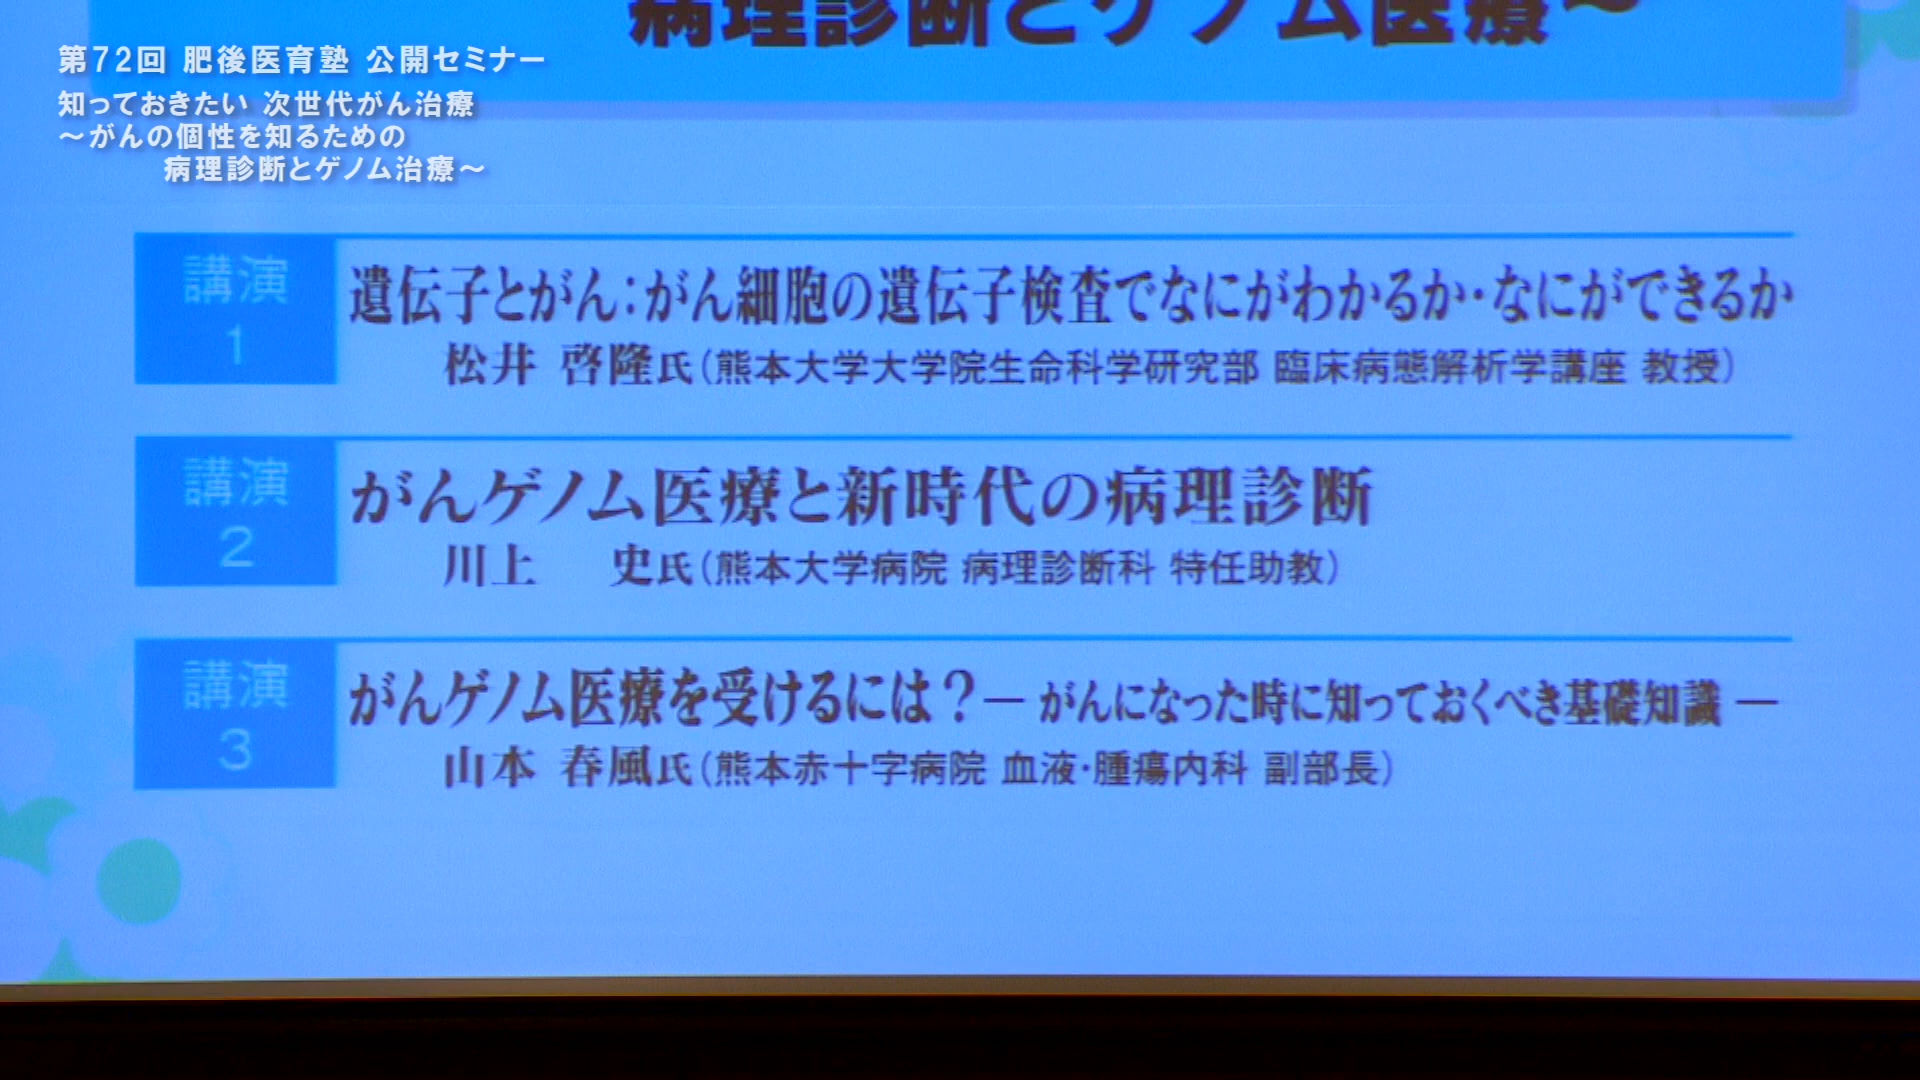 病理診断とゲノム医療～
第72回 肥後医育塾 公開セミナー
知っておきたい 次世代がん治療
～がんの個性を知るための
病理診断とゲノム治療～
講演
1
遺伝子とがん：がん細胞の遺伝子検査でなにがわかるか・なにができるか
松井 啓隆氏（熊本大学大学院生命科学研究部 臨床病態解析学講座 教授）
講演
2
がんゲノム医療と新時代の病理診断
川上 史氏（熊本大学病院 病理診断科 特任助教）
講演
3
がんゲノム医療を受けるには？― がんになった時に知っておくべき基礎知識 ―
山本 春風氏（熊本赤十字病院 血液・腫瘍内科 副部長）